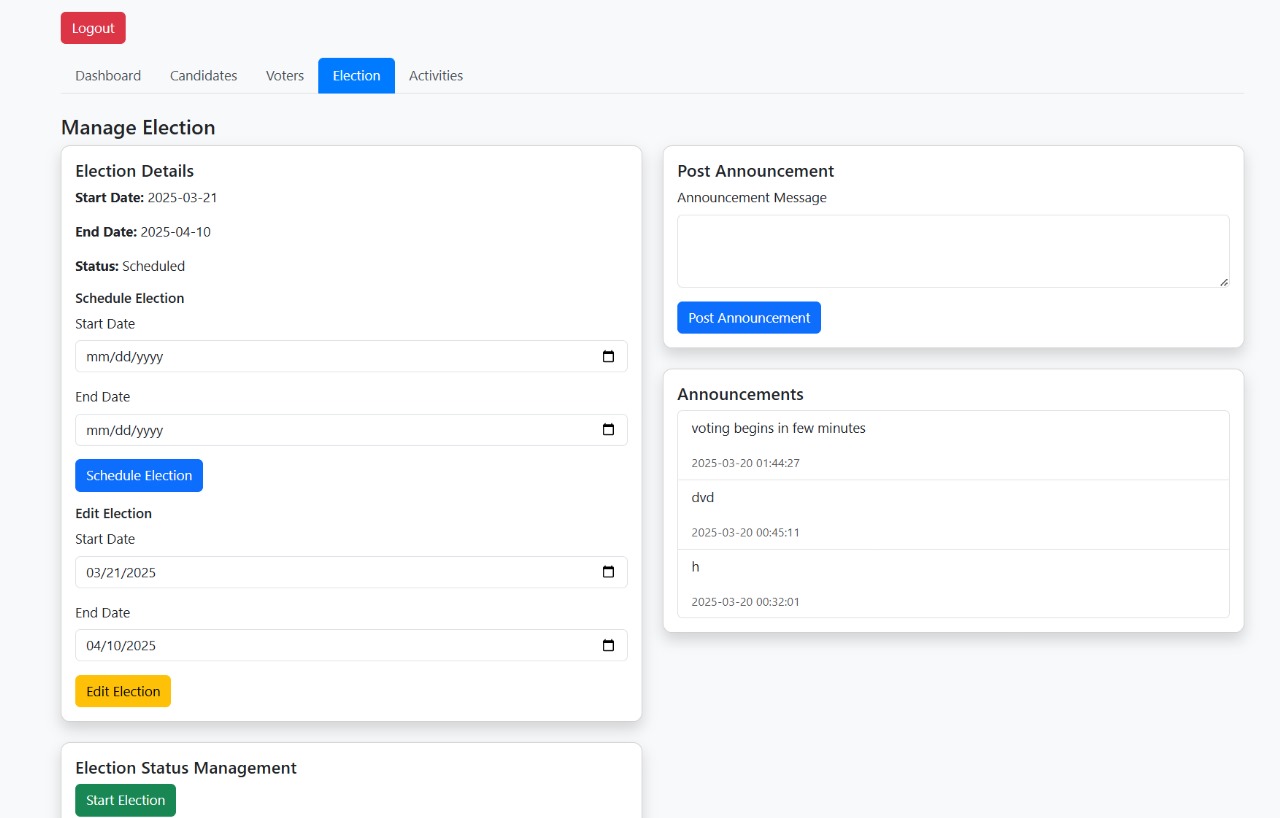 Logout
Dashboard Candidates Voters Election Activities
Manage Election
Election Details
Start Date: 2025-03-21
End Date: 2025-04-10
Status: Scheduled
Schedule Election
Start Date
mm/dd/yyyy
End Date
mm/dd/yyyy
Schedule Election
Edit Election
Start Date
03/21/2025
End Date
04/10/2025
Edit Election
Election Status Management
Start Election
Post Announcement
Announcement Message
Post Announcement
Announcements
voting begins in few minutes
2025-03-20 01:44:27
dvd
2025-03-20 00:45:11
h
2025-03-20 00:32:01